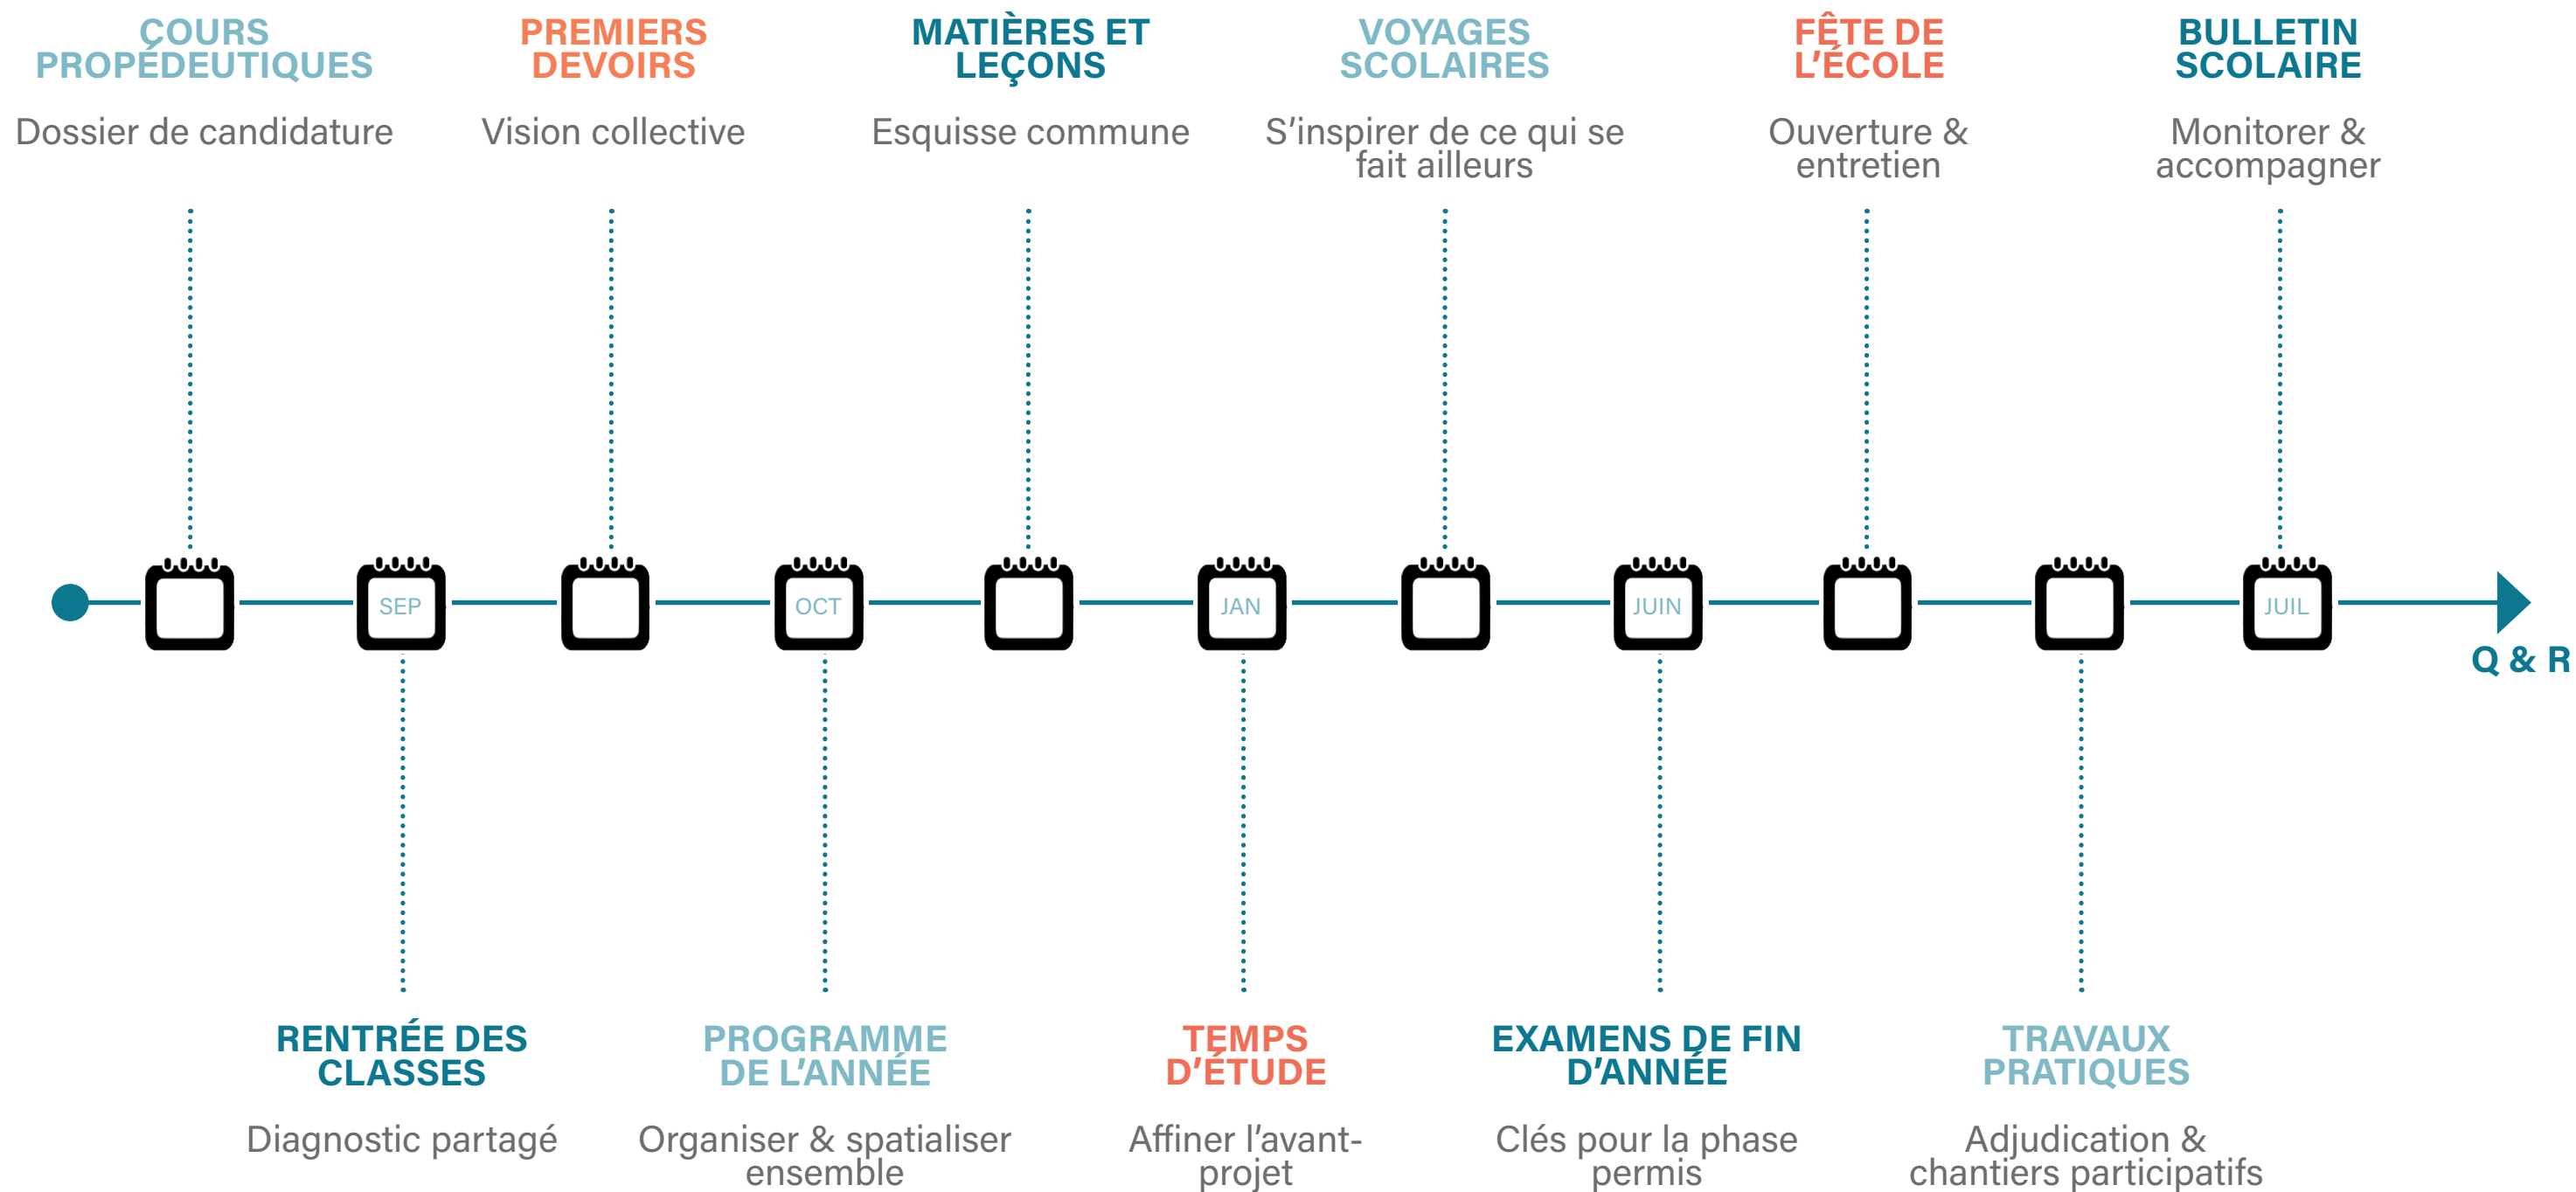 COURS
PROPÉDEUTIQUES
Dossier de candidature
PREMIERS
DEVOIRS
Vision collective
MATIÈRES ET
LEÇONS
Esquisse commune
VOYAGES
SCOLAIRES
S'inspirer de ce qui se
fait ailleurs
FÊTE DE
L'ÉCOLE
Ouverture &
entretien
BULLETIN
SCOLAIRE
Monitorer &
accompagner
SEP
OCT
JAN
JUIN
JUIL
Q & R
RENTRÉE DES
CLASSES
Diagnostic partagé
PROGRAMME
DE L'ANNÉE
Organiser & spatialiser
ensemble
TEMPS
D'ÉTUDE
Affiner l'avant-
projet
EXAMENS DE FIN
D'ANNÉE
Clés pour la phase
permis
TRAVAUX
PRATIQUES
Adjudication &
chantiers participatifs